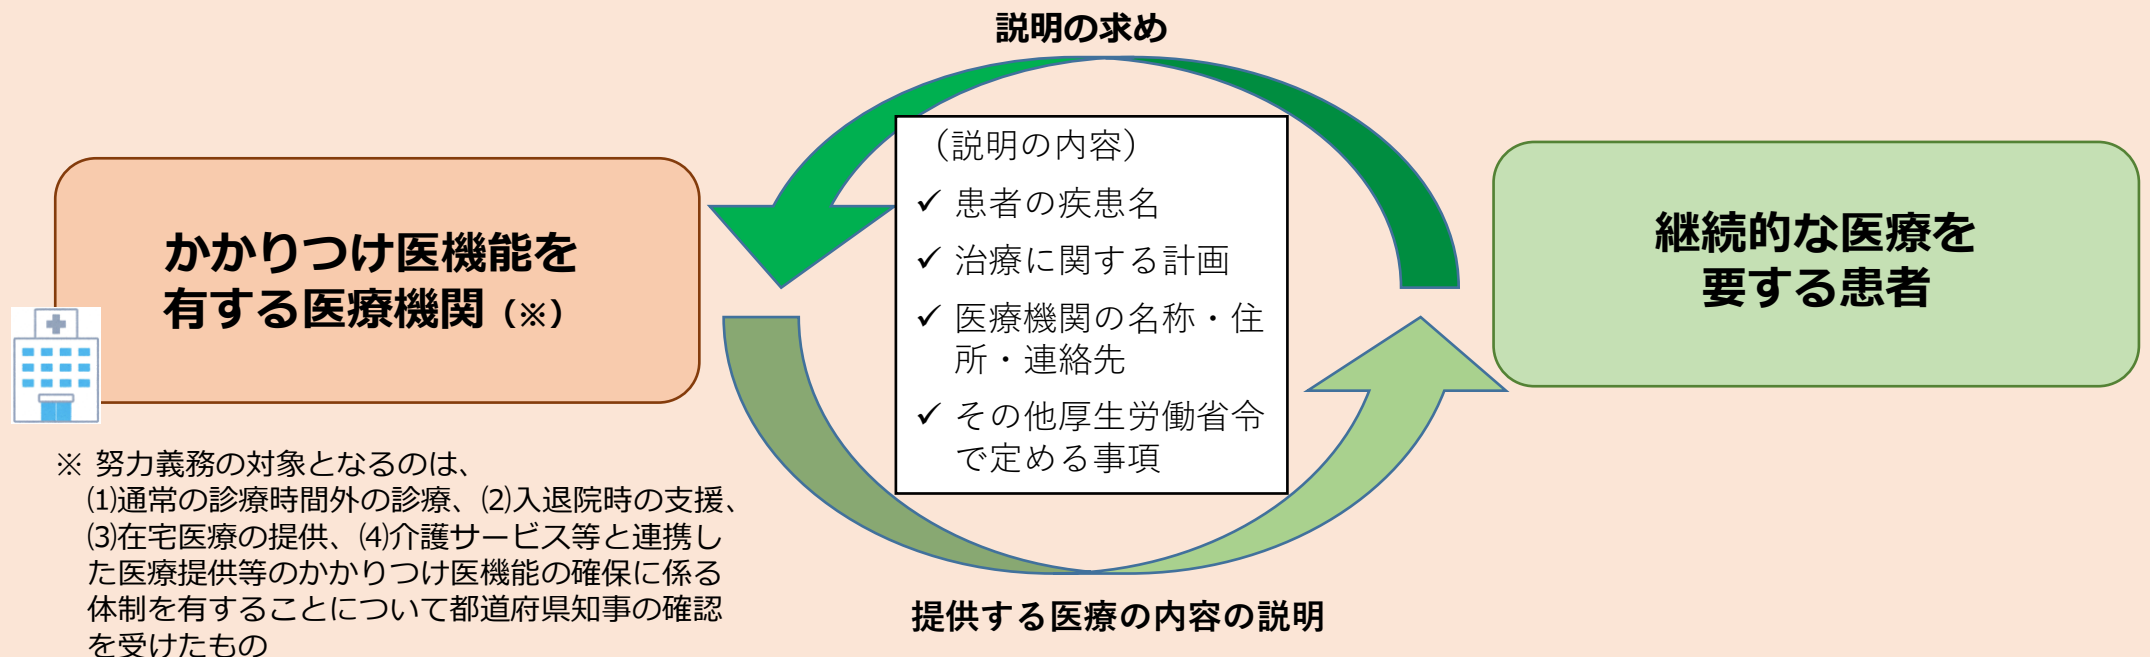 説明の求め
かかりつけ医機能を
有する医療機関（※）
（説明の内容）
✓ 患者の疾患名
✓ 治療に関する計画
✓ 医療機関の名称・住
所・連絡先
✓ その他厚生労働省令
で定める事項
継続的な医療を
要する患者
※ 努力義務の対象となるのは、
⑴通常の診療時間外の診療、⑵入退院時の支援、
⑶在宅医療の提供、⑷介護サービス等と連携し
た医療提供等のかかりつけ医機能の確保に係る
体制を有することについて都道府県知事の確認
を受けたもの
提供する医療の内容の説明